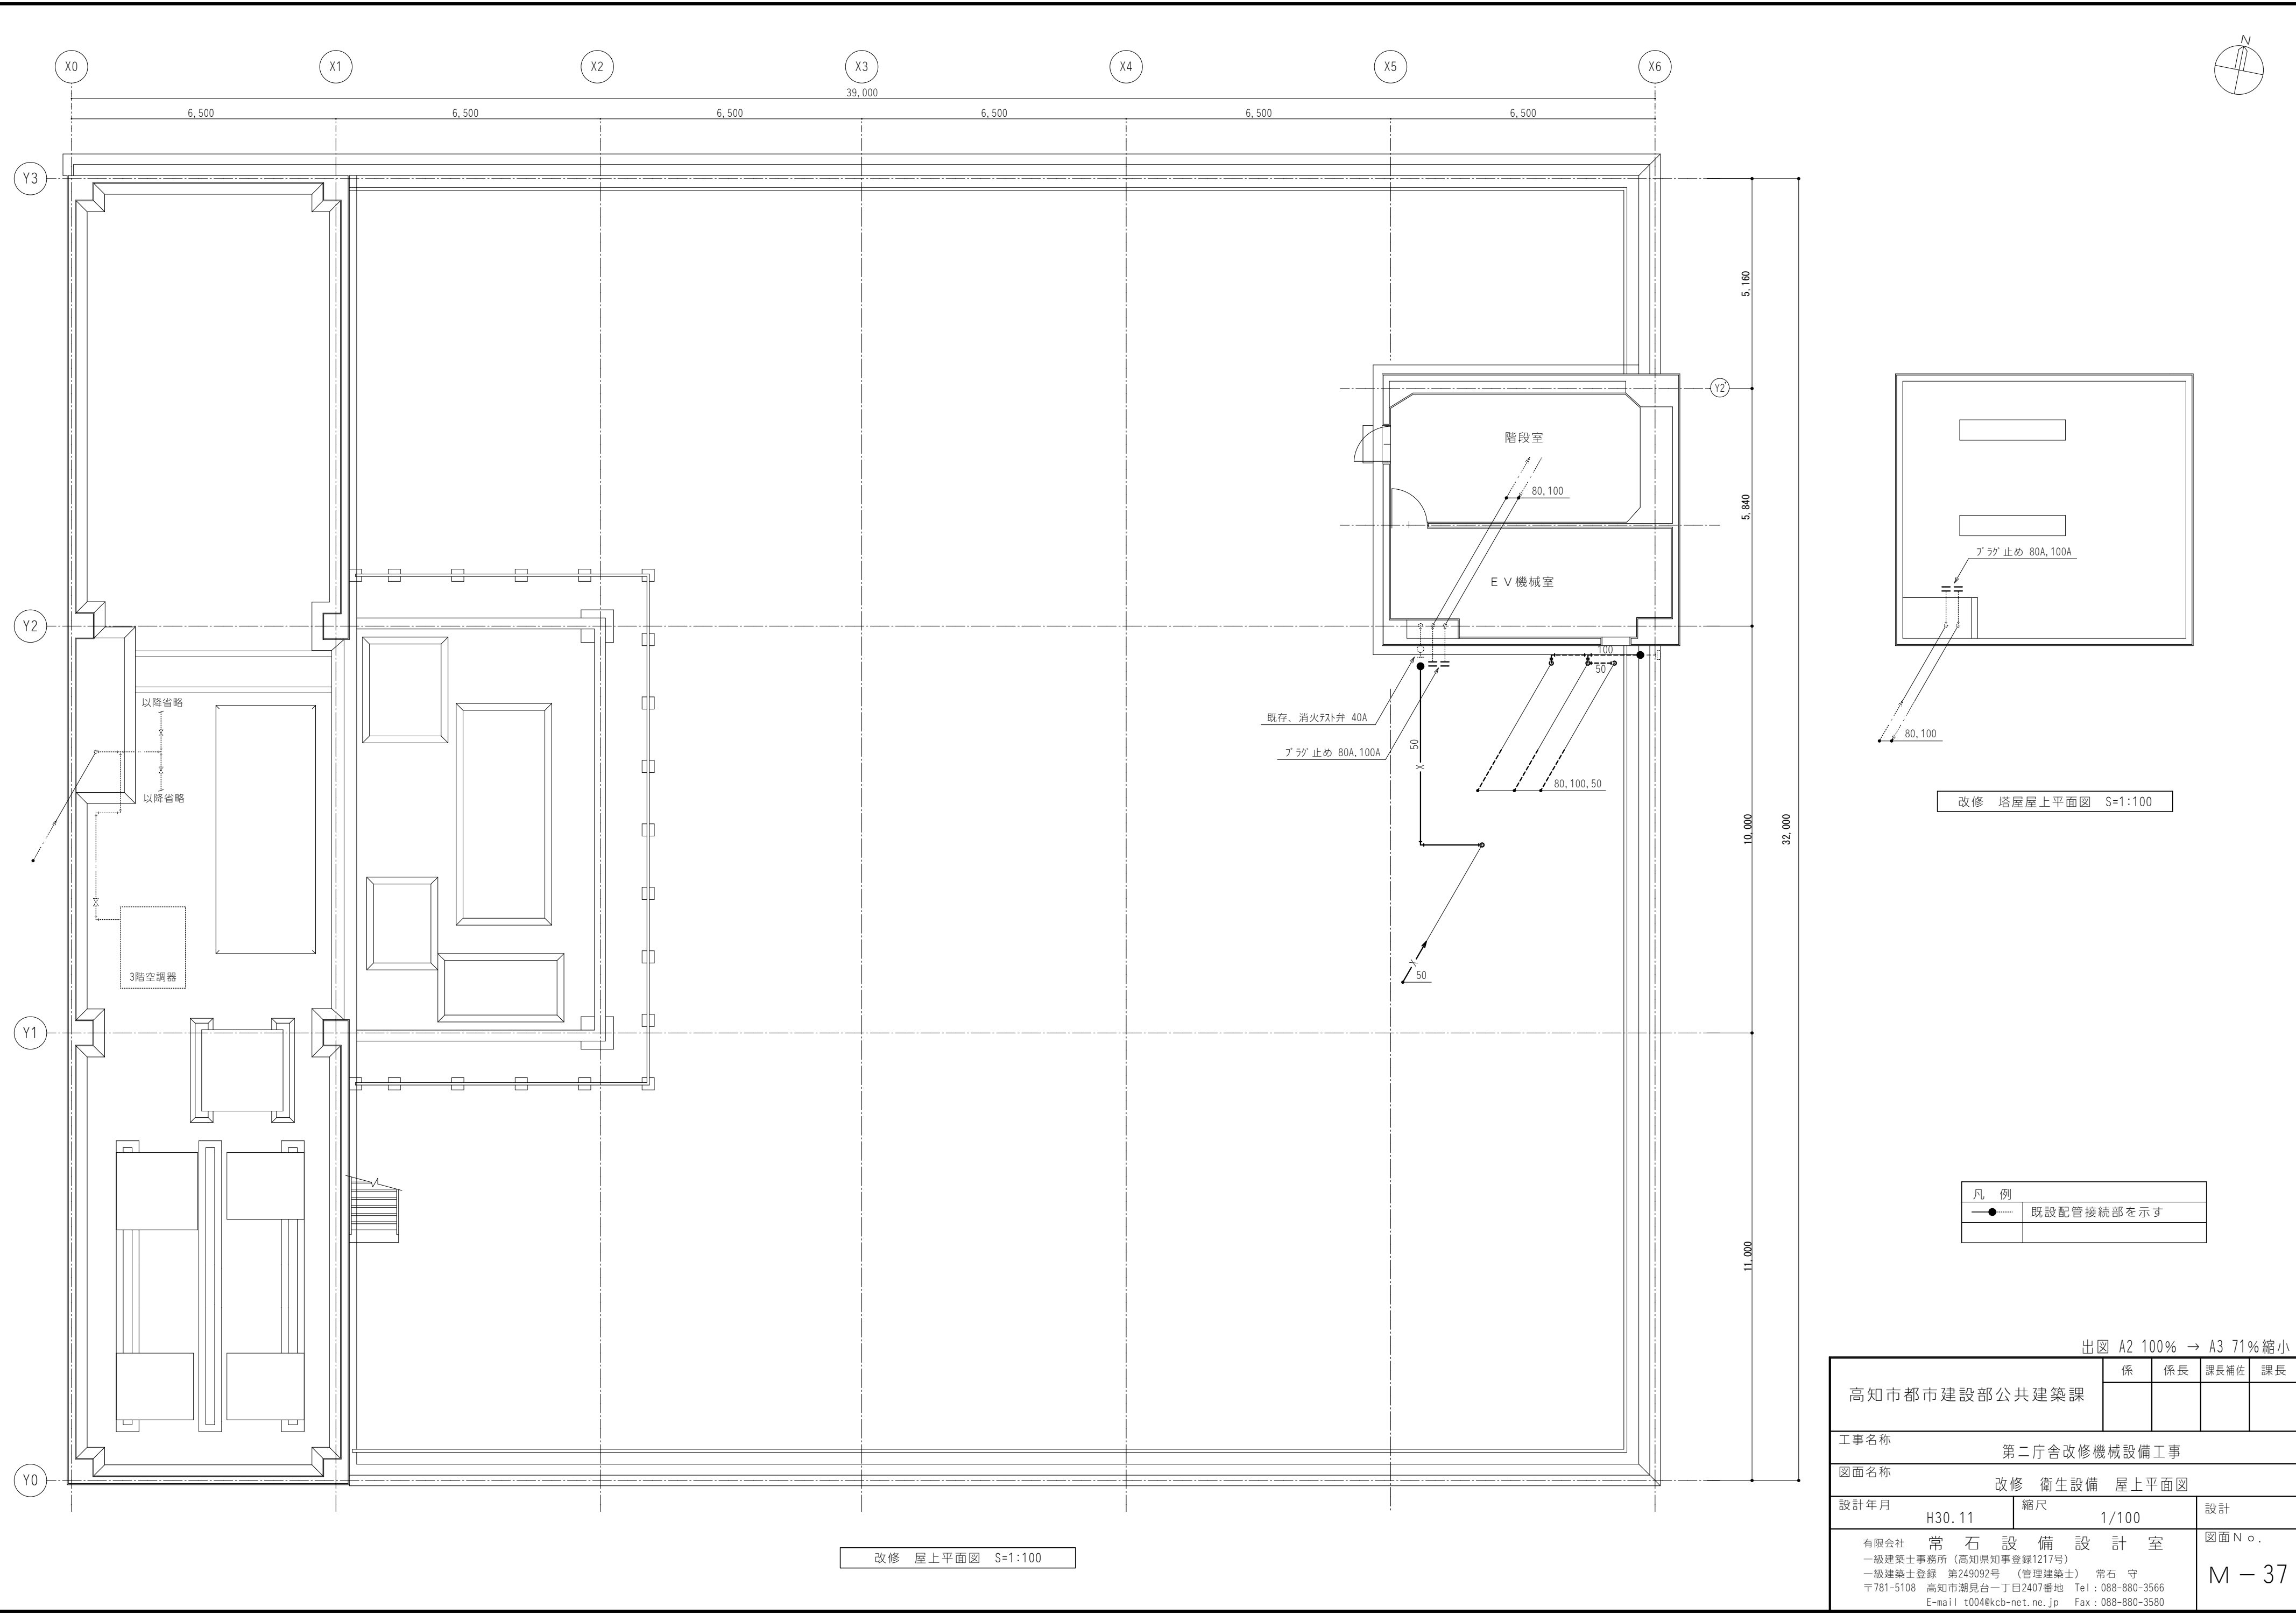 N
X0 X1 X2 X3 X4 X5 X6
39,000
6,500 6,500 6,500 6,500 6,500 6,500
Y3
5,160
Y2'
階段室
80,100
5,840
EV機械室
Y2
100
50
既存、消火ﾃｽﾄ弁 40A
ﾌﾟﾗｸﾞ止め 80A,100A
50
80,100,50
以降省略
以降省略
10,000
32,000
3階空調器
50
Y1
11,000
Y0
改修 屋上平面図 S=1:100
ﾌﾟﾗｸﾞ止め 80A,100A
80,100
改修 塔屋屋上平面図 S=1:100
凡 例
既設配管接続部を示す
出図 A2 100% → A3 71%縮小
高知市都市建設部公共建築課
係 係長 課長補佐 課長
工事名称
第二庁舎改修機械設備工事
図面名称
改修 衛生設備 屋上平面図
設計年月 H30.11
縮尺 1/100
設計
有限会社 常石設備設計室
一級建築士事務所（高知県知事登録1217号）
一級建築士登録 第249092号 （管理建築士） 常石 守
〒781-5108 高知市潮見台一丁目2407番地 Tel：088-880-3566
E-mail t004@kcb-net.ne.jp Fax：088-880-3580
図面No.
M－37